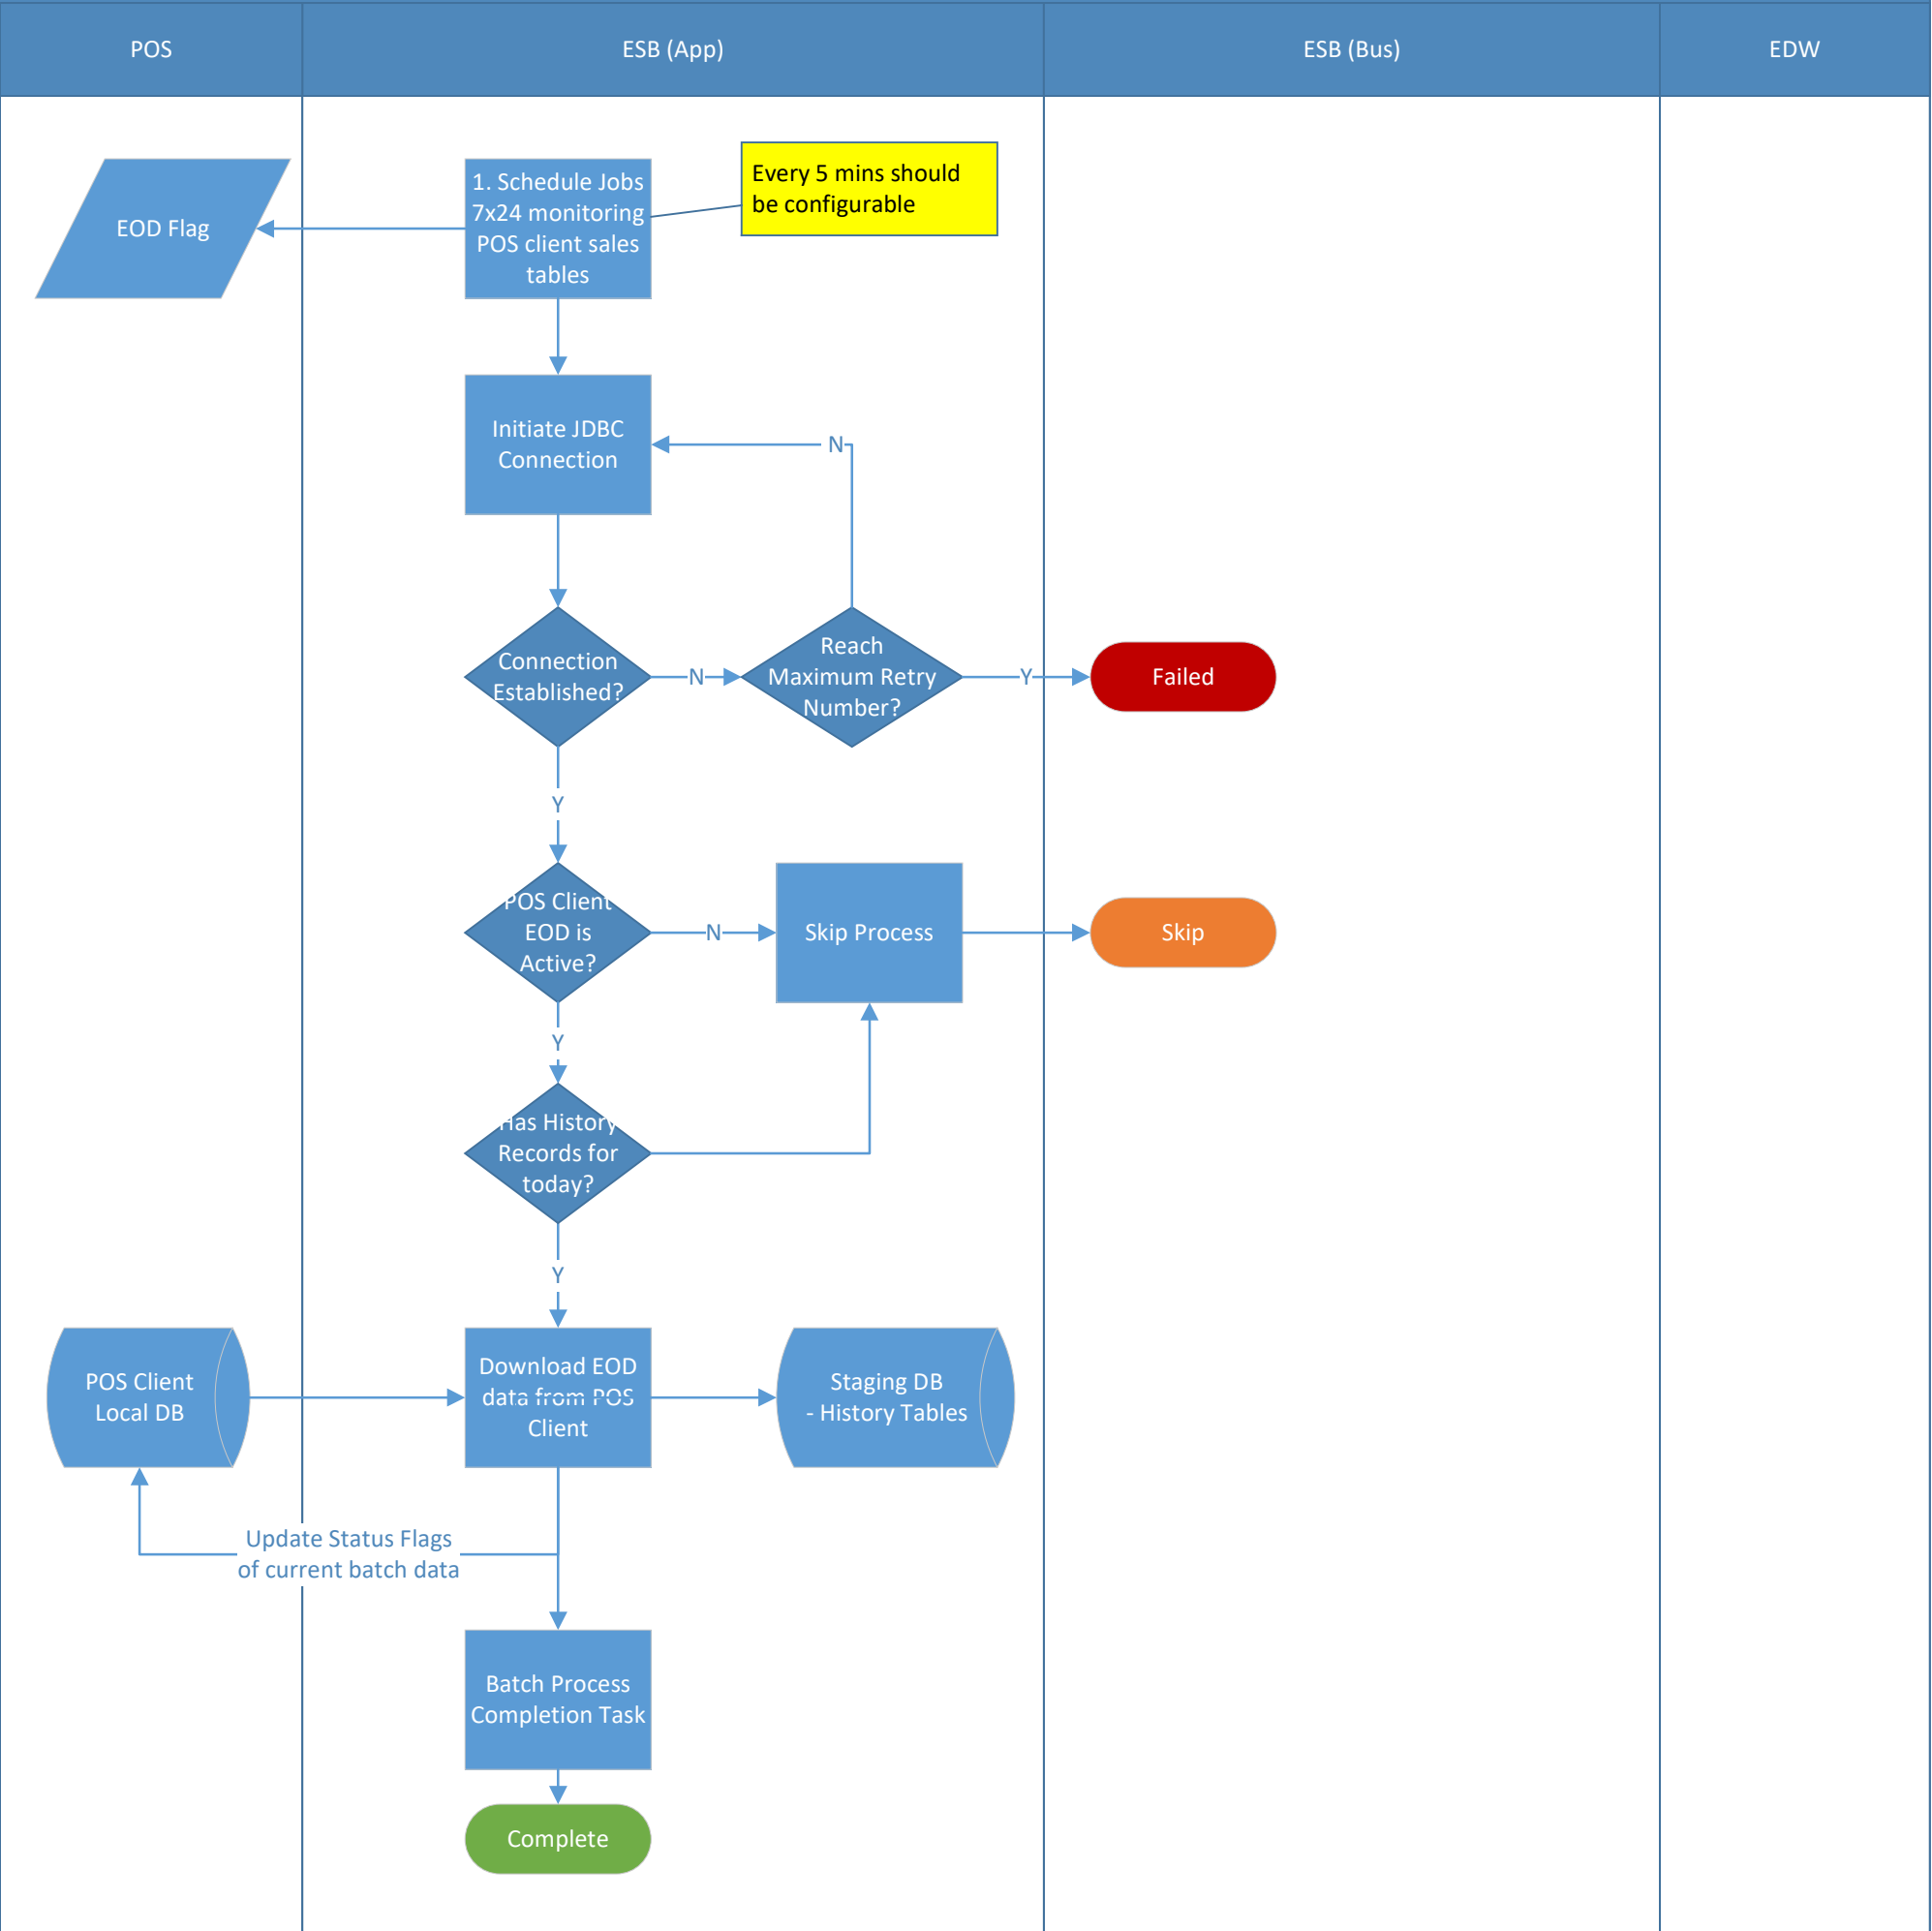 POS
ESB (App)
ESB (Bus)
EDW
EOD Flag
1. Schedule Jobs
7x24 monitoring
POS client sales
tables
Every 5 mins should
be configurable
Initiate JDBC
Connection
N
Connection
Established?
N
Reach
Maximum Retry
Number?
Y
Failed
Y
POS Client
EOD is
Active?
N
Skip Process
Skip
Y
Has History
Records for
today?
Y
POS Client
Local DB
Download EOD
data from POS
Client
Staging DB
- History Tables
Update Status Flags
of current batch data
Batch Process
Completion Task
Complete